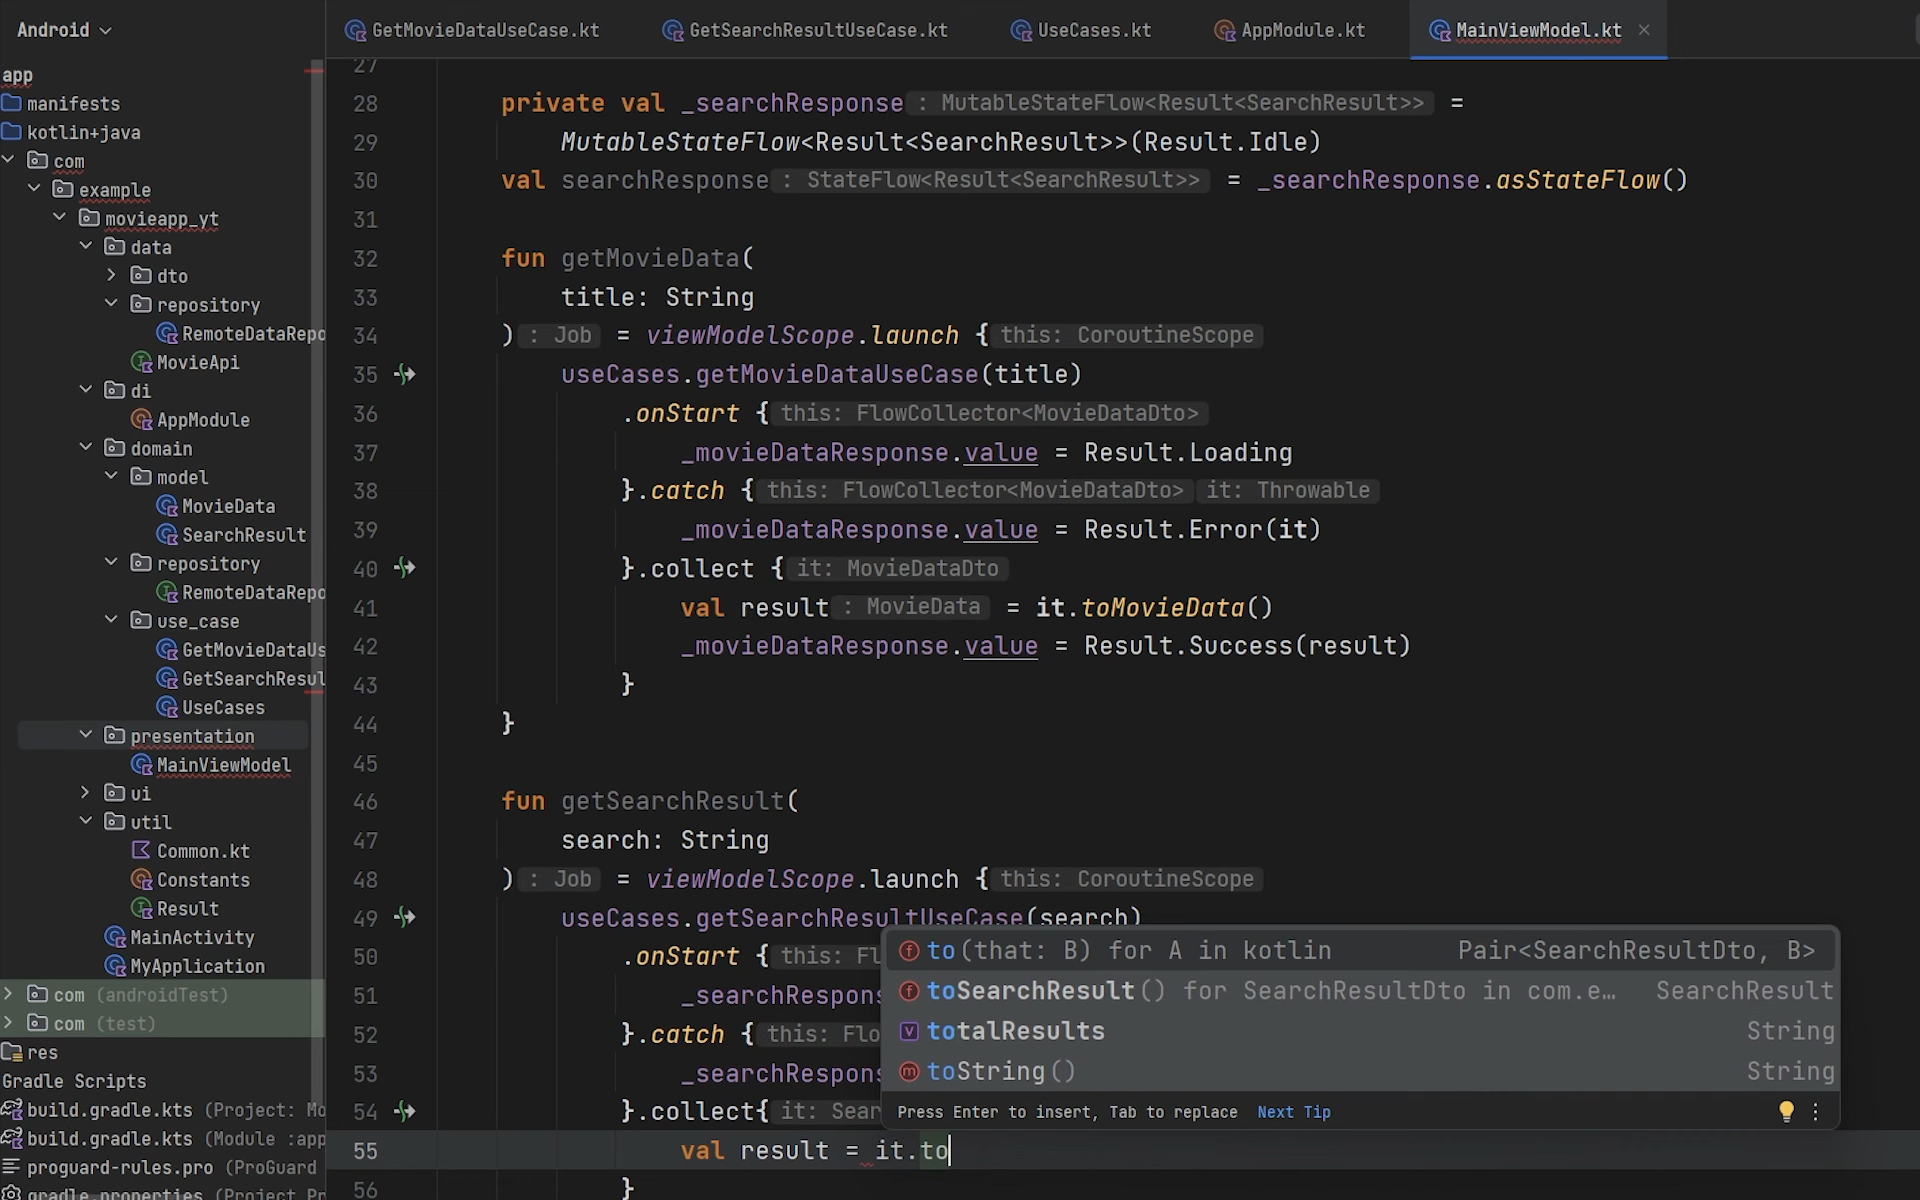 Android
GetMovieDataUseCase.kt
GetSearchResultUseCase.kt
UseCases.kt
AppModule.kt
MainViewModel.kt
app
manifests
kotlin+java
com
example
movieapp_yt
data
dto
repository
RemoteDataRepo
MovieApi
di
AppModule
domain
model
MovieData
SearchResult
repository
RemoteDataRepo
use_case
GetMovieDataUs
GetSearchResul
UseCases
presentation
MainViewModel
ui
util
Common.kt
Constants
Result
MainActivity
MyApplication
com (androidTest)
com (test)
res
Gradle Scripts
build.gradle.kts (Project: Mo
build.gradle.kts (Module :app
proguard-rules.pro (ProGuard
gradle.properties (Project Pr
27
28 private val _searchResponse : MutableStateFlow<Result<SearchResult>> =
29 MutableStateFlow<Result<SearchResult>>(Result.Idle)
30 val searchResponse : StateFlow<Result<SearchResult>> = _searchResponse.asStateFlow()
31
32 fun getMovieData(
33 title: String
34 ) : Job = viewModelScope.launch { this: CoroutineScope
35 useCases.getMovieDataUseCase(title)
36 .onStart { this: FlowCollector<MovieDataDto>
37 _movieDataResponse.value = Result.Loading
38 }.catch { this: FlowCollector<MovieDataDto> it: Throwable
39 _movieDataResponse.value = Result.Error(it)
40 }.collect { it: MovieDataDto
41 val result : MovieData = it.toMovieData()
42 _movieDataResponse.value = Result.Success(result)
43 }
44 }
45
46 fun getSearchResult(
47 search: String
48 ) : Job = viewModelScope.launch { this: CoroutineScope
49 useCases.getSearchResultUseCase(search)
50 .onStart { this: Fl
51 _searchRespons
52 }.catch { this: Flo
53 _searchRespons
54 }.collect{ it: Sear
55 val result = it.to
56 }
to(that: B) for A in kotlin Pair<SearchResultDto, B>
toSearchResult() for SearchResultDto in com.e… SearchResult
totalResults String
toString() String
Press Enter to insert, Tab to replace Next Tip